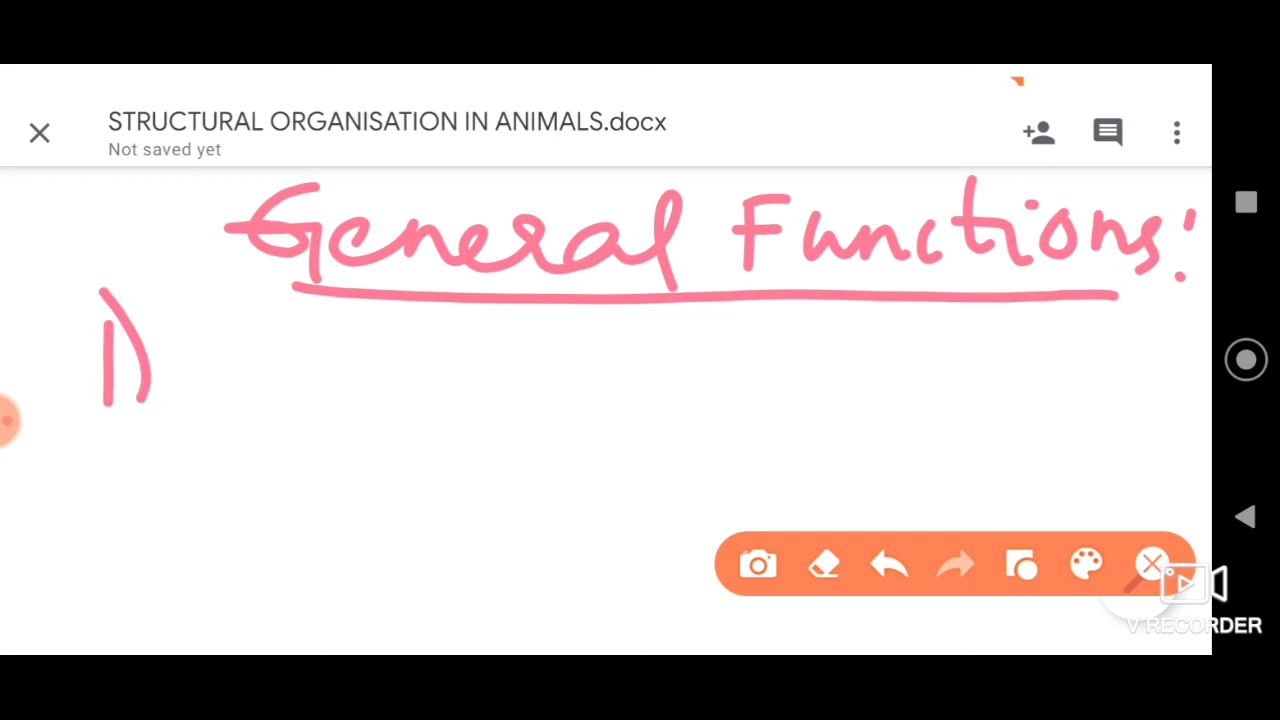 STRUCTURAL ORGANISATION IN ANIMALS.docx
Not saved yet
General Functions:
1)
V RECORDER